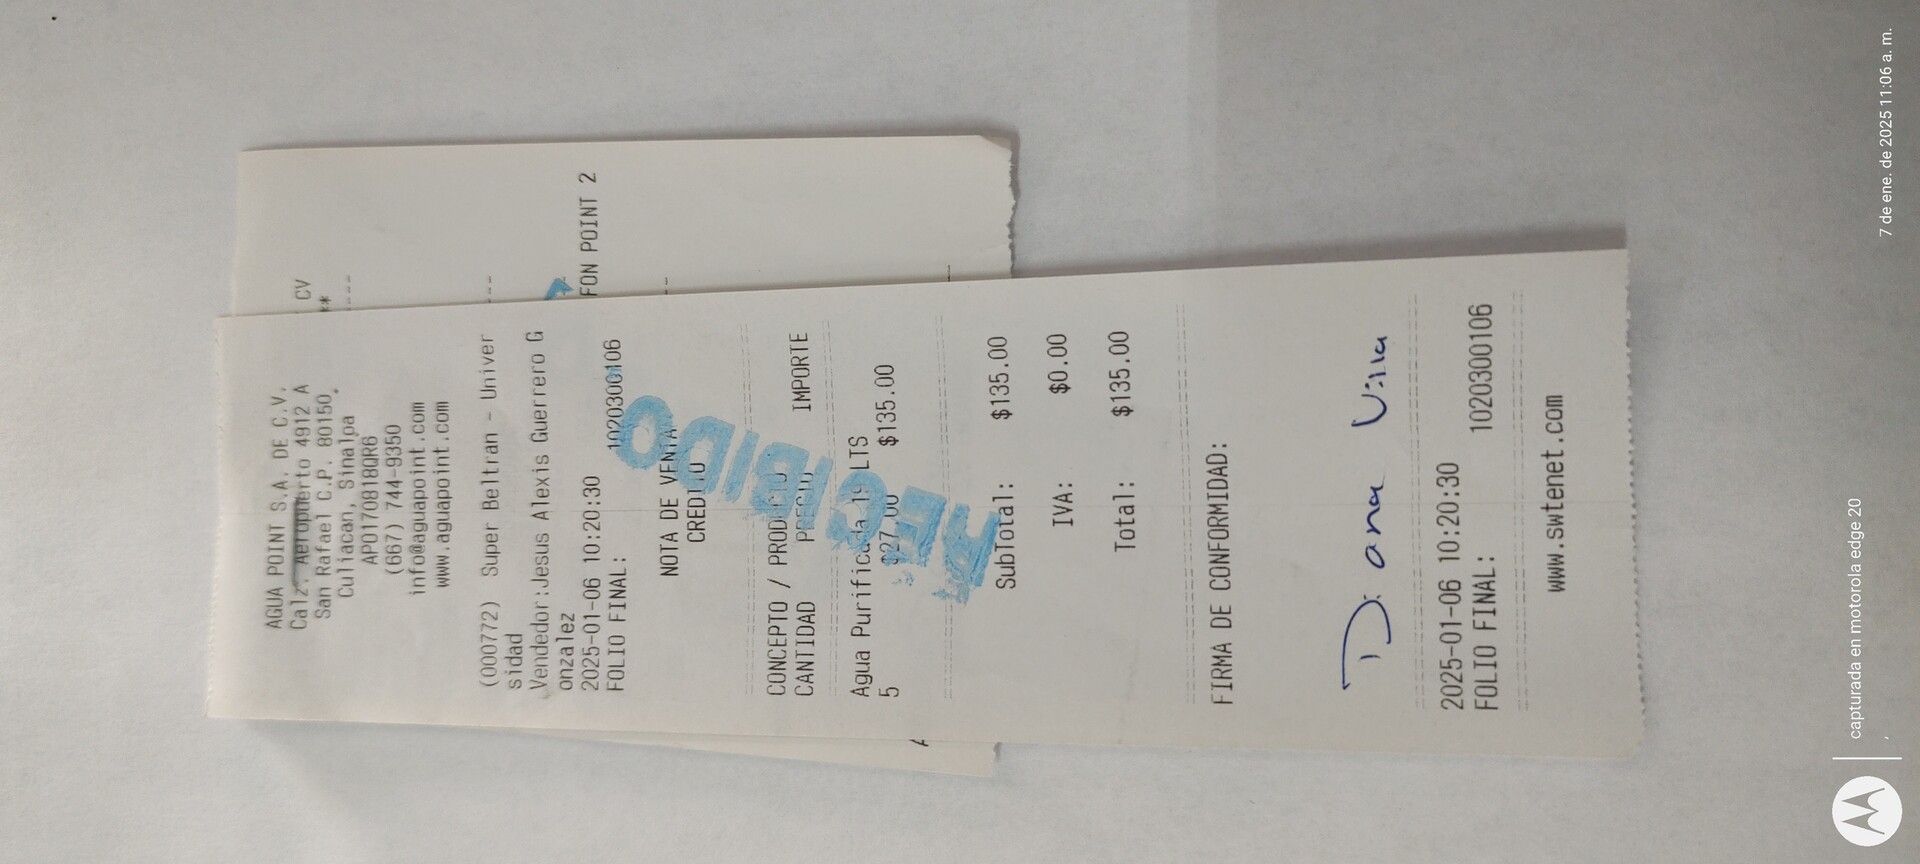 AGUA POINT S.A. DE C.V.
Calz. Aeropuerto 4912 A
San Rafael C.P. 80150,
Culiacan, Sinaloa
APO170818QR6
(667) 744-9350
info@aguapoint.com
www.aguapoint.com
(000772) Super Beltran - Univer
sidad
Vendedor:Jesus Alexis Guerrero G
onzalez
2025-01-06 10:20:30
FOLIO FINAL: 1020300106
NOTA DE VENTA
CREDITO
RECIBIDO
CONCEPTO / PRODUCTO
CANTIDAD PRECIO IMPORTE
Agua Purificada 19 LTS
5 $27.00 $135.00
SubTotal: $135.00
IVA: $0.00
Total: $135.00
FIRMA DE CONFORMIDAD:
Diana
2025-01-06 10:20:30
FOLIO FINAL: 1020300106
www.swtenet.com
CV
FON POINT 2
capturada en motorola edge 20
7 de ene. de 2025 11:06 a. m.